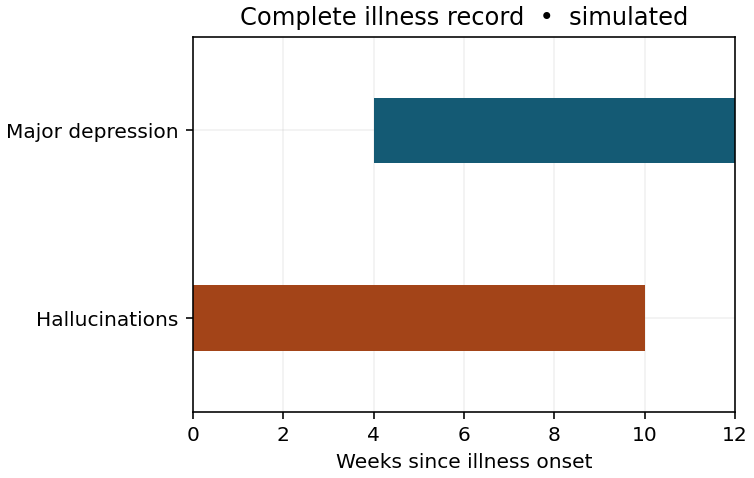 Complete illness record • simulated
Major depression
Hallucinations
0 2 4 6 8 10 12
Weeks since illness onset